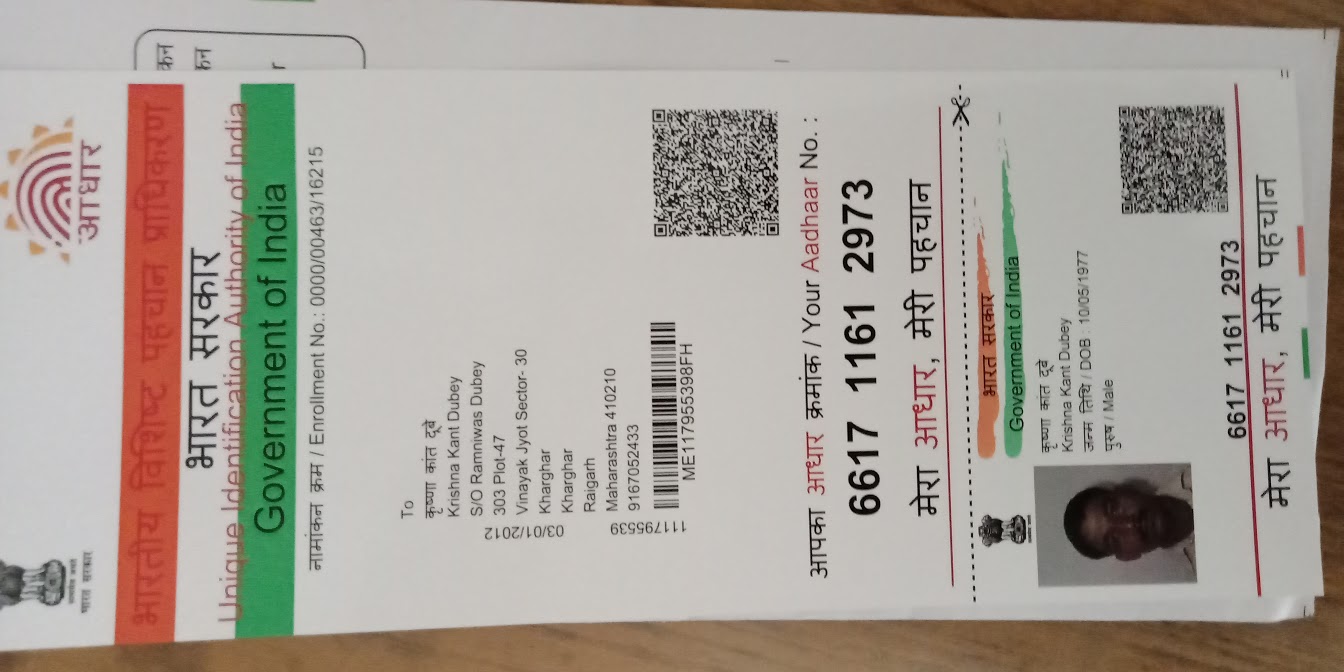 आधार
भारत सरकार
भारतीय विशिष्ट पहचान प्राधिकरण
भारत सरकार
Unique Identification Authority of India
Government of India
नामांकन क्रम / Enrollment No.: 0000/00463/16215
To
कृष्णा कांत दूबे
Krishna Kant Dubey
S/O Ramniwas Dubey
303 Plot-47
Vinayak Jyot Sector- 30
Kharghar
Kharghar
Raigarh
Maharashtra 410210
9167052433
03/01/2012
111795539
ME117955398FH
आपका आधार क्रमांक / Your Aadhaar No. :
6617 1161 2973
मेरा आधार, मेरी पहचान
भारत सरकार
Government of India
कृष्णा कांत दूबे
Krishna Kant Dubey
जन्म तिथि / DOB : 10/05/1977
पुरुष / Male
6617 1161 2973
मेरा आधार, मेरी पहचान